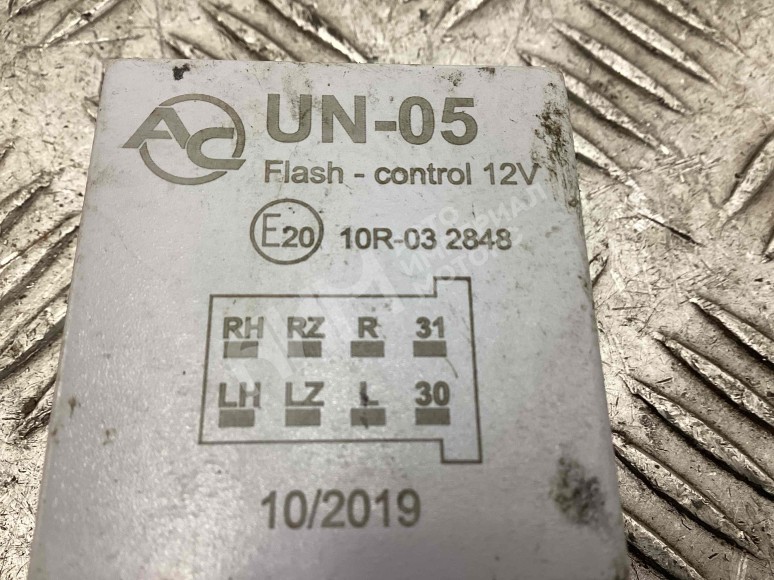 AC UN-05
Flash - control 12V
E20 10R-03 2848
RH RZ R 31
LH LZ L 30
10/2019